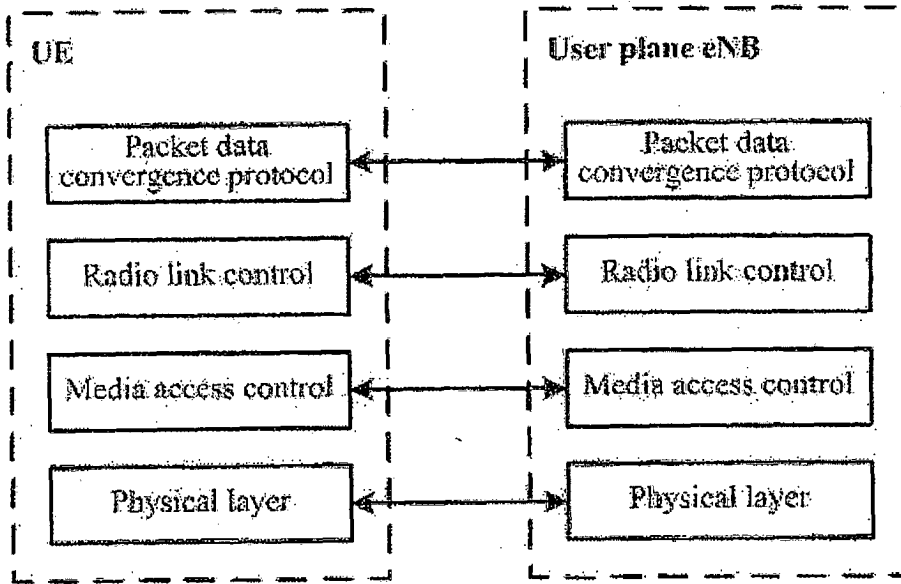 UE
Packet data
convergence protocol
Radio link control
Media access control
Physical layer
User plane eNB
Packet data
convergence protocol
Radio link control
Media access control
Physical layer